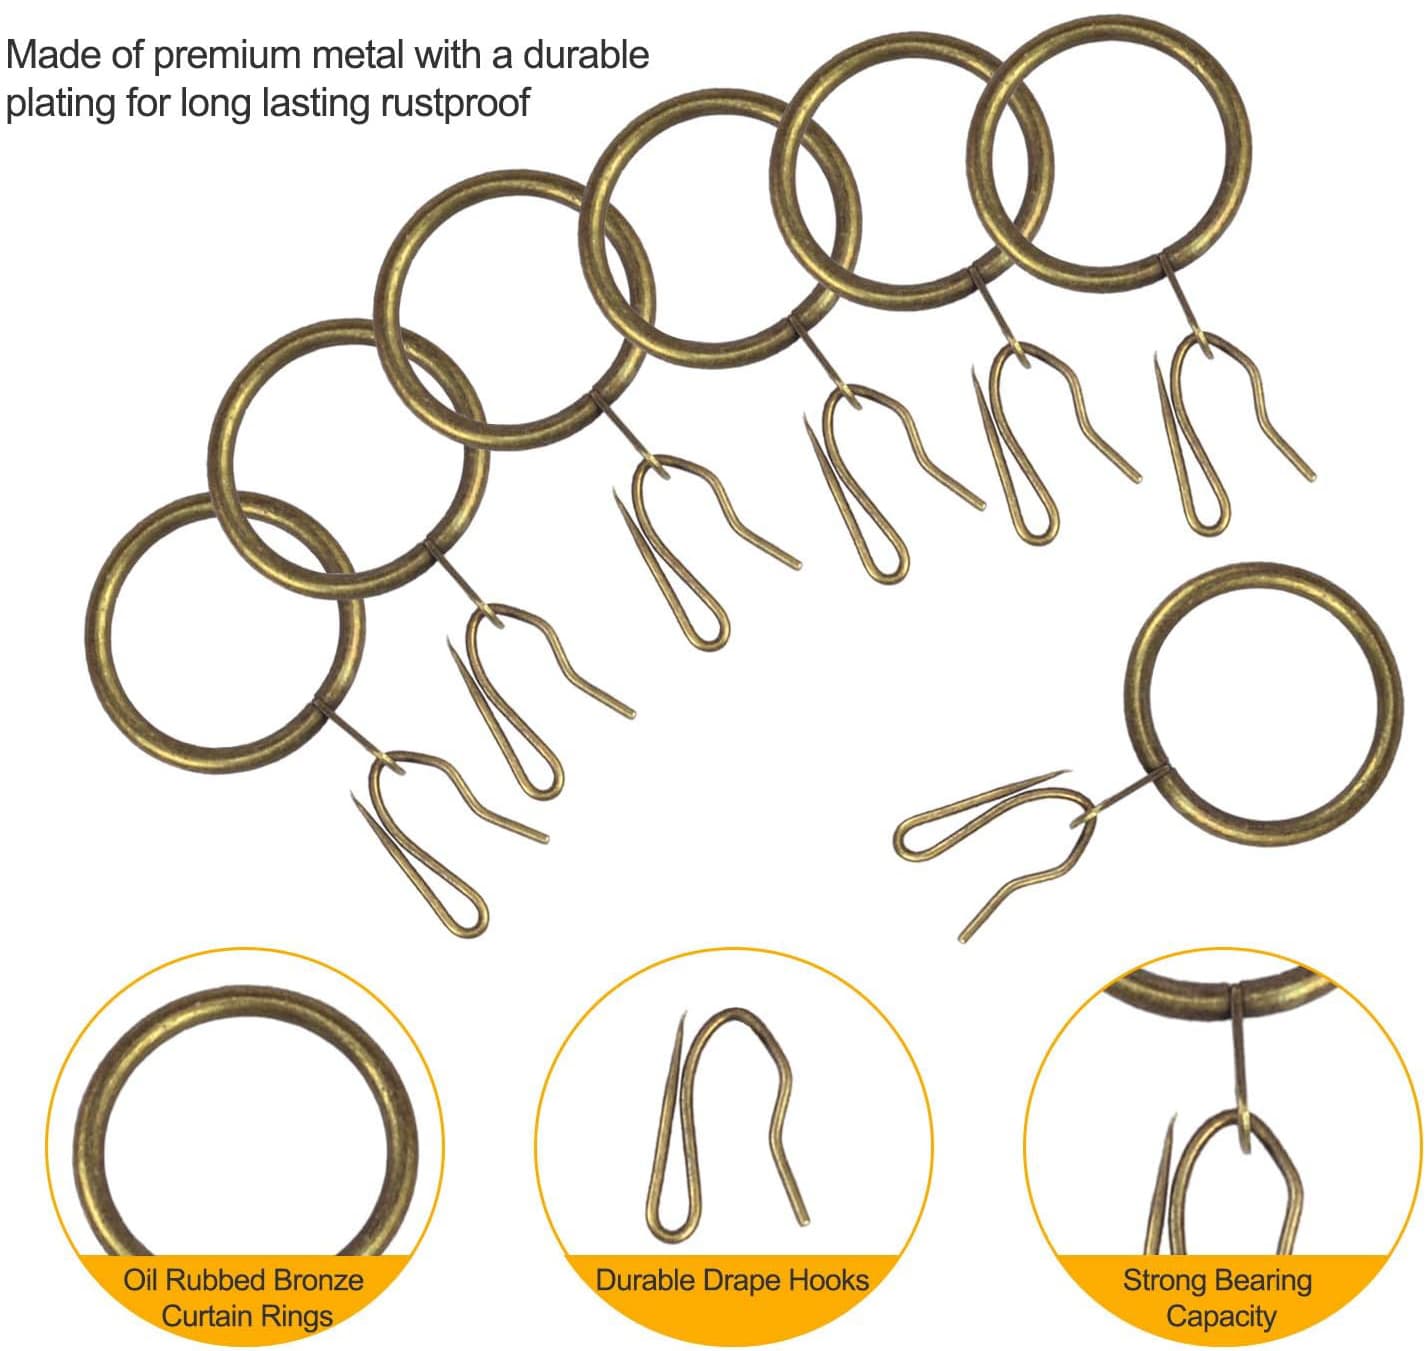 Made of premium metal with a durable
plating for long lasting rustproof
Oil Rubbed Bronze
Curtain Rings
Durable Drape Hooks
Strong Bearing
Capacity